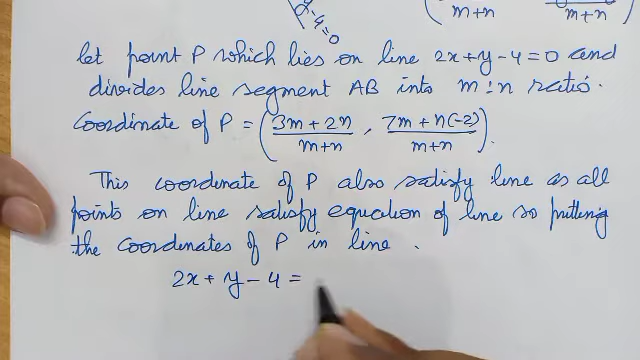 x-4=0
m+n
m+n
let point P which lies on line 2x+y-4=0 and
divides line segment AB into m:n ratio.
Coordinate of P = (3m+2n/m+n, 7m+n(-2)/m+n).
This coordinate of P also satisfy line as all
points on line satisfy equation of line so putting
the coordinates of P in line.
2x+y-4=